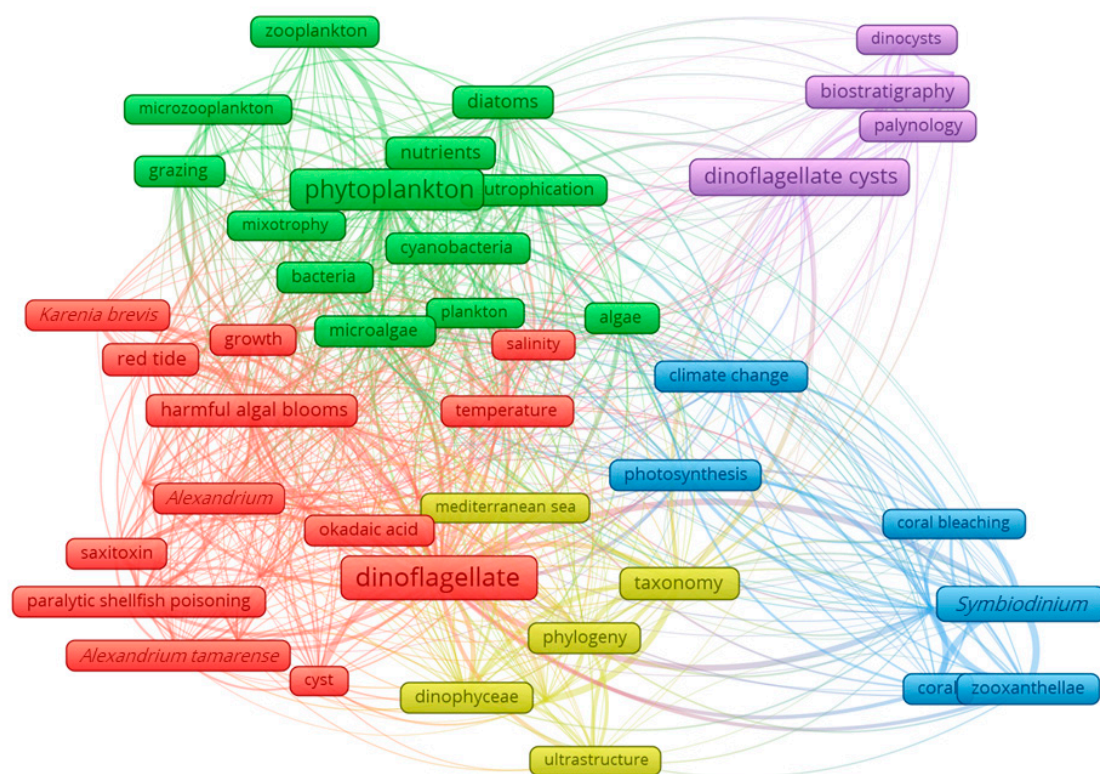 zooplankton
dinocysts
biostratigraphy
microzooplankton
diatoms
palynology
nutrients
grazing
phytoplankton
utrophication
dinoflagellate cysts
mixotrophy
cyanobacteria
bacteria
Karenia brevis
plankton
algae
growth
microalgae
salinity
red tide
climate change
harmful algal blooms
temperature
photosynthesis
Alexandrium
mediterranean sea
okadaic acid
coral bleaching
saxitoxin
dinoflagellate
taxonomy
paralytic shellfish poisoning
Symbiodinium
phylogeny
Alexandrium tamarense
cyst
dinophyceae
coral
zooxanthellae
ultrastructure